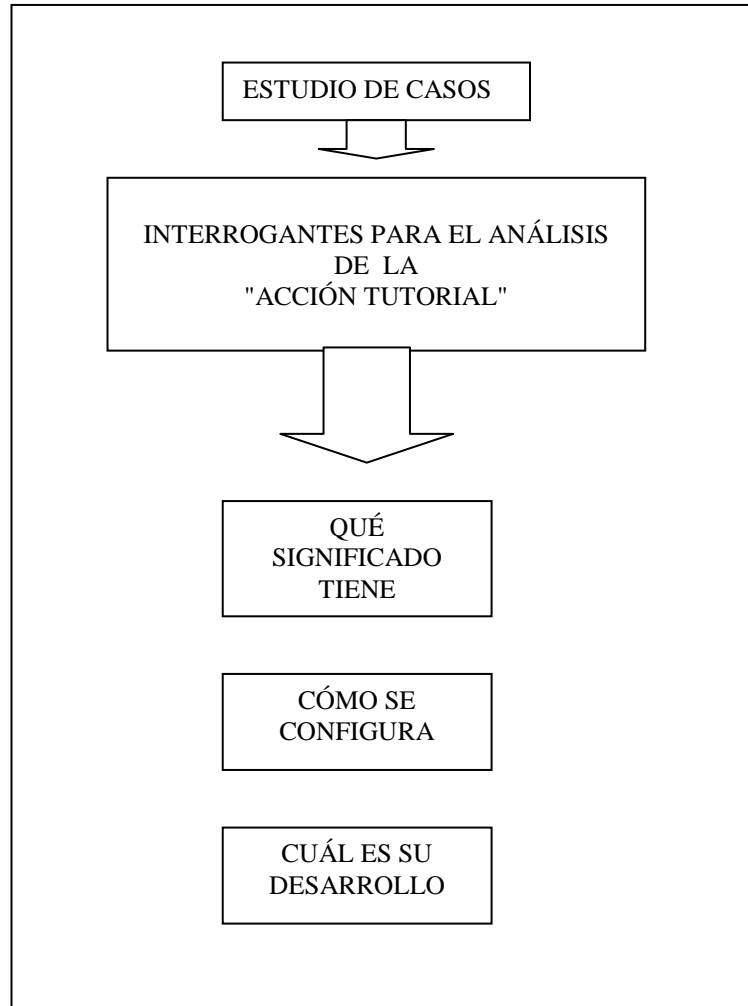 ESTUDIO DE CASOS
INTERROGANTES PARA EL ANÁLISIS
DE LA
"ACCIÓN TUTORIAL"
QUÉ
SIGNIFICADO
TIENE
CÓMO SE
CONFIGURA
CUÁL ES SU
DESARROLLO